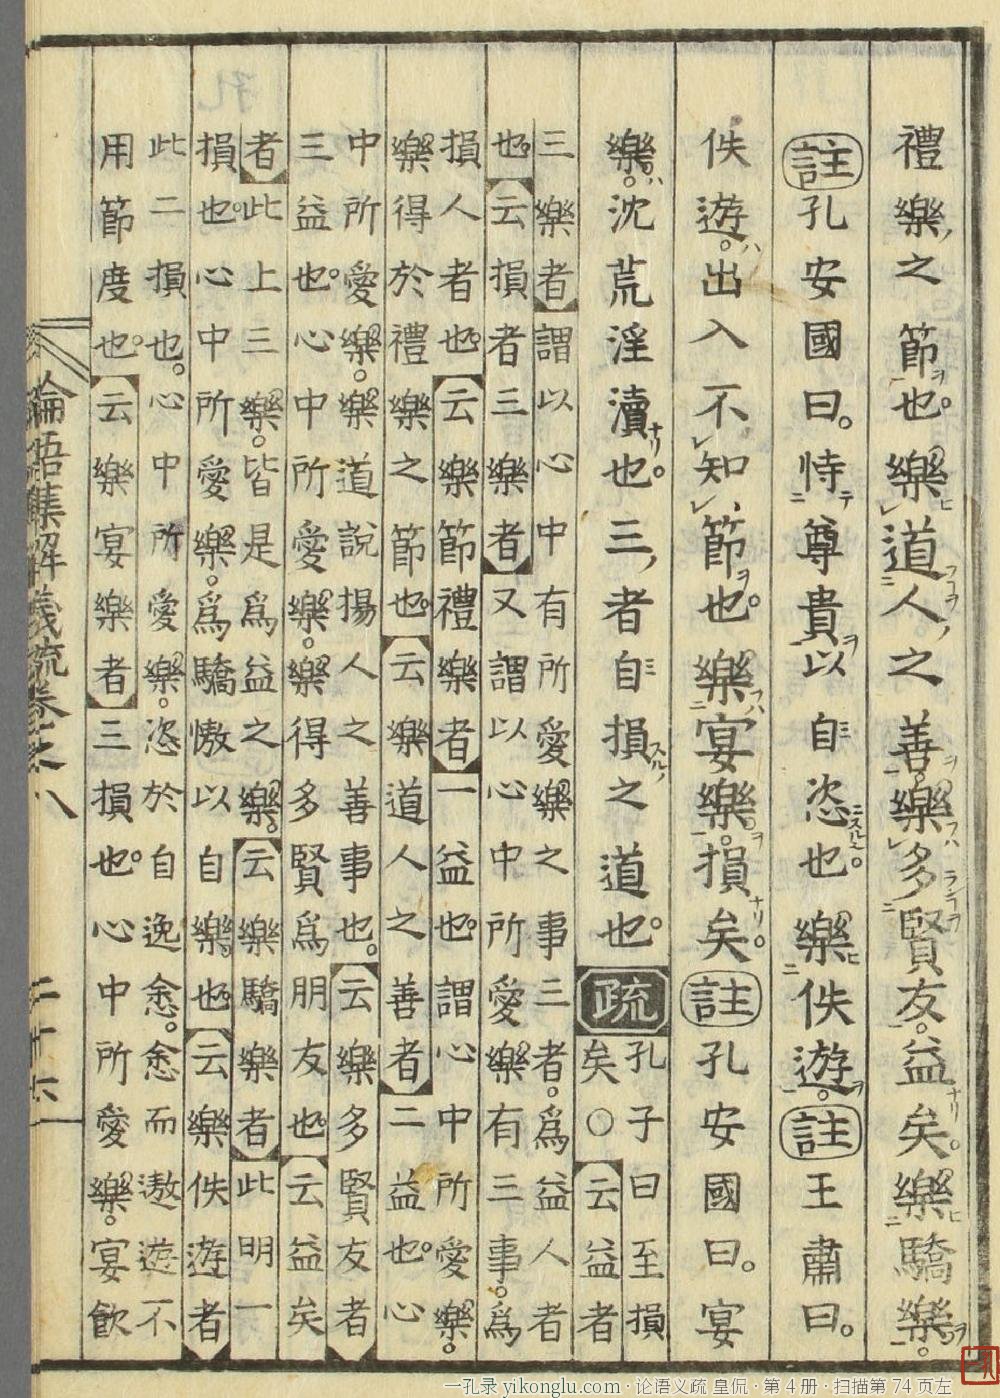 禮樂之節也。樂道人之善。樂多賢友。益矣。樂驕樂。
註孔安國曰。恃尊貴以自恣也。樂佚遊。註王肅曰。
佚遊。出入不知節也。樂宴樂。損矣。註孔安國曰。宴
樂。沈荒淫瀆也。三者自損之道也。疏
孔子曰至損
矣○云益者
三樂者謂以心中有所愛樂之事三者。爲益人者
也。云損者三樂者又謂以心中所愛樂有三事。爲
損人者也。云樂節禮樂者一益也。謂心中所愛樂。
樂得於禮樂之節也。云樂道人之善者二益也。心
中所愛樂。樂道說揚人之善事也。云樂多賢友者
三益也。心中所愛樂。樂得多賢爲朋友也。云益矣
者此上三樂。皆是爲益之樂。云樂驕樂者此明一
損也。心中所愛樂。爲驕慠以自樂。也。云樂佚遊者
此二損也。心中所愛樂。恣於自逸悆。悆而遨遊不
用節度也。云樂宴樂者三損也。心中所愛樂。宴飲
論語集解義疏卷之八
二十六
一孔录 yikonglu.com · 论语义疏 皇侃 · 第 4 册 · 扫描第 74 页左